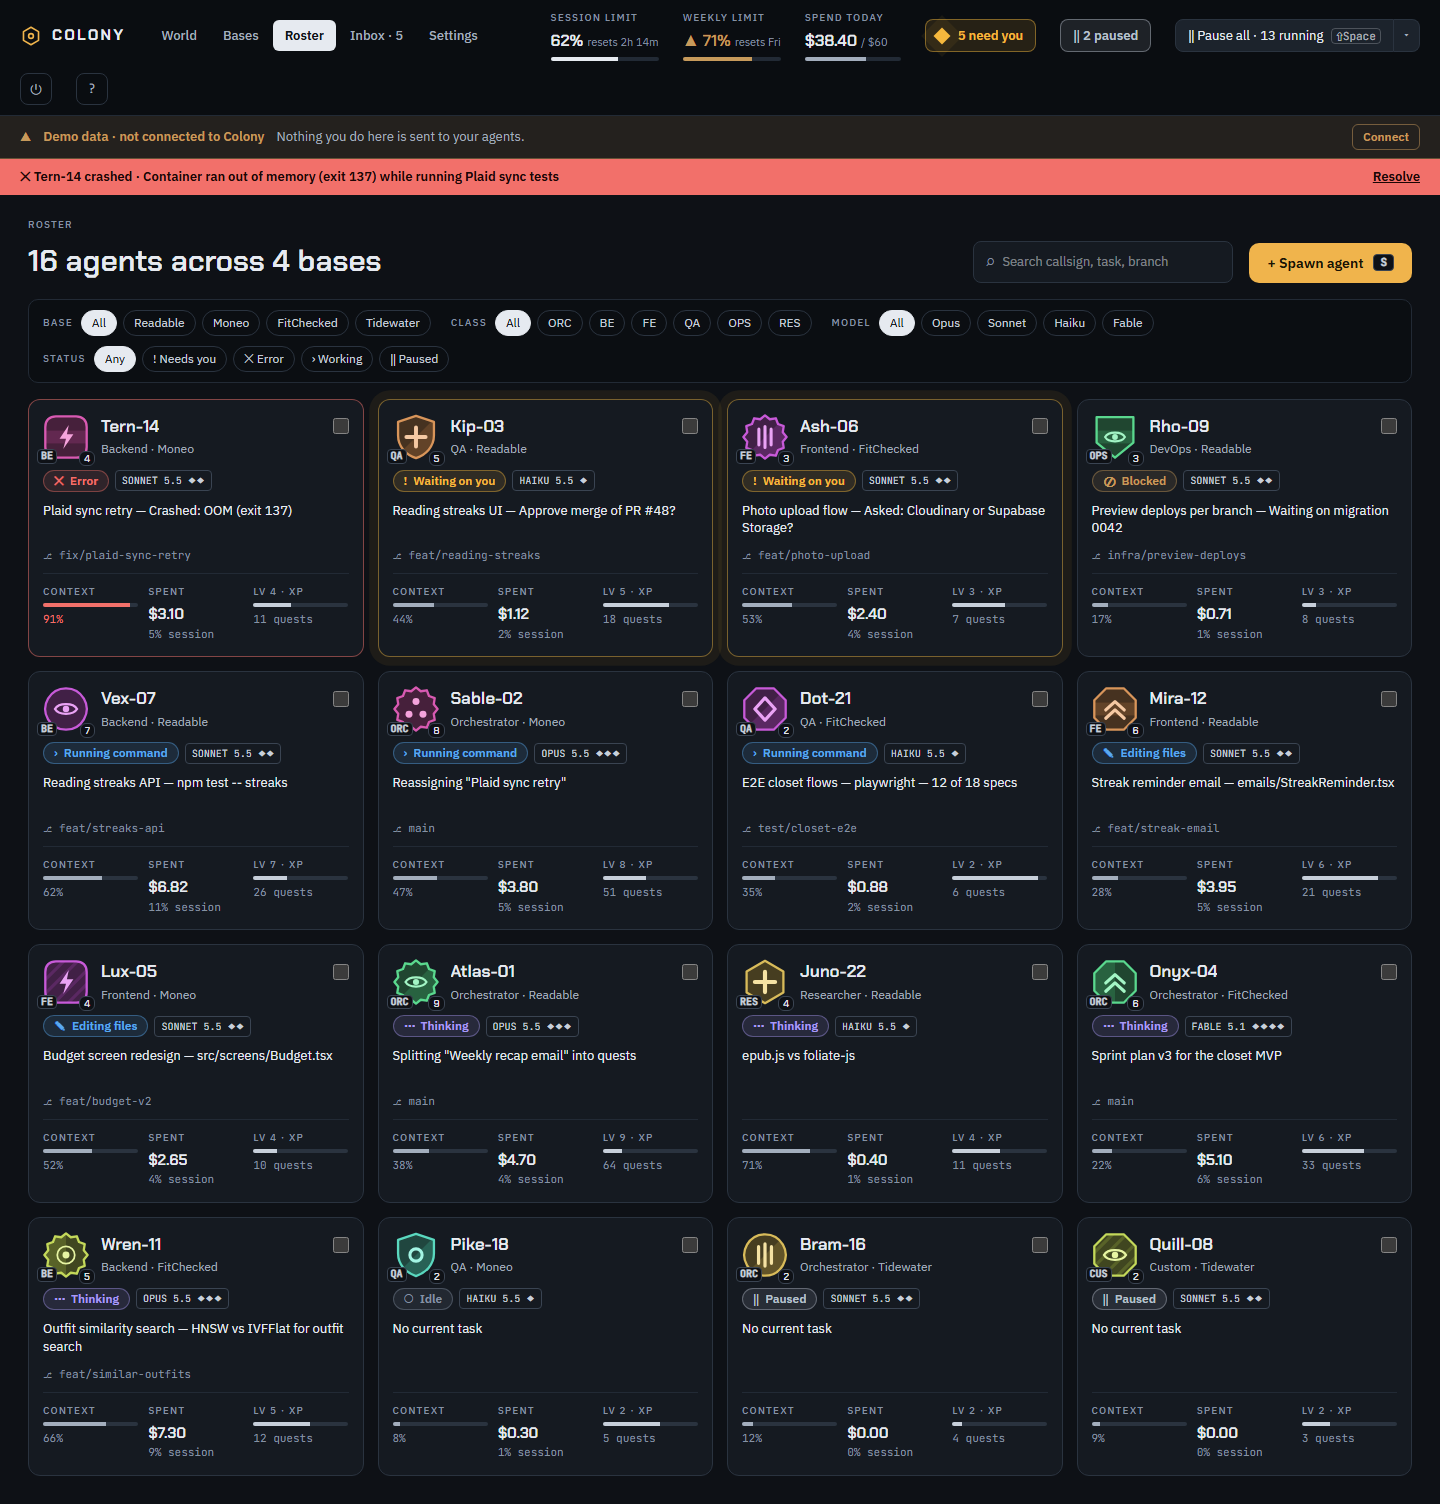 COLONY
World
Bases
Roster
Inbox · 5
Settings
SESSION LIMIT
62% resets 2h 14m
WEEKLY LIMIT
71% resets Fri
SPEND TODAY
$38.40 / $60
5 need you
2 paused
Pause all · 13 running ⇧Space
?
Demo data · not connected to Colony Nothing you do here is sent to your agents.
Connect
Tern-14 crashed · Container ran out of memory (exit 137) while running Plaid sync tests
Resolve
ROSTER
16 agents across 4 bases
Search callsign, task, branch
+ Spawn agent S
BASE All Readable Moneo FitChecked Tidewater
CLASS All ORC BE FE QA OPS RES
MODEL All Opus Sonnet Haiku Fable
STATUS Any ! Needs you Error › Working Paused
Tern-14
Backend · Moneo
BE 4
Error SONNET 5.5 ◆◆
Plaid sync retry — Crashed: OOM (exit 137)
fix/plaid-sync-retry
CONTEXT SPENT LV 4 · XP
91% $3.10 11 quests
5% session
Kip-03
QA · Readable
QA 5
! Waiting on you HAIKU 5.5 ◆
Reading streaks UI — Approve merge of PR #48?
feat/reading-streaks
CONTEXT SPENT LV 5 · XP
44% $1.12 18 quests
2% session
Ash-06
Frontend · FitChecked
FE 3
! Waiting on you SONNET 5.5 ◆◆
Photo upload flow — Asked: Cloudinary or Supabase
Storage?
feat/photo-upload
CONTEXT SPENT LV 3 · XP
53% $2.40 7 quests
4% session
Rho-09
DevOps · Readable
OPS 3
Blocked SONNET 5.5 ◆◆
Preview deploys per branch — Waiting on migration
0042
infra/preview-deploys
CONTEXT SPENT LV 3 · XP
17% $0.71 8 quests
1% session
Vex-07
Backend · Readable
BE 7
› Running command SONNET 5.5 ◆◆
Reading streaks API — npm test -- streaks
feat/streaks-api
CONTEXT SPENT LV 7 · XP
62% $6.82 26 quests
11% session
Sable-02
Orchestrator · Moneo
ORC 8
› Running command OPUS 5.5 ◆◆◆
Reassigning "Plaid sync retry"
main
CONTEXT SPENT LV 8 · XP
47% $3.80 51 quests
5% session
Dot-21
QA · FitChecked
QA 2
› Running command HAIKU 5.5 ◆
E2E closet flows — playwright — 12 of 18 specs
test/closet-e2e
CONTEXT SPENT LV 2 · XP
35% $0.88 6 quests
2% session
Mira-12
Frontend · Readable
FE 6
Editing files SONNET 5.5 ◆◆
Streak reminder email — emails/StreakReminder.tsx
feat/streak-email
CONTEXT SPENT LV 6 · XP
28% $3.95 21 quests
5% session
Lux-05
Frontend · Moneo
FE 4
Editing files SONNET 5.5 ◆◆
Budget screen redesign — src/screens/Budget.tsx
feat/budget-v2
CONTEXT SPENT LV 4 · XP
52% $2.65 10 quests
4% session
Atlas-01
Orchestrator · Readable
ORC 9
Thinking OPUS 5.5 ◆◆◆
Splitting "Weekly recap email" into quests
main
CONTEXT SPENT LV 9 · XP
38% $4.70 64 quests
4% session
Juno-22
Researcher · Readable
RES 4
Thinking HAIKU 5.5 ◆
epub.js vs foliate-js
CONTEXT SPENT LV 4 · XP
71% $0.40 11 quests
1% session
Onyx-04
Orchestrator · FitChecked
ORC 6
Thinking FABLE 5.1 ◆◆◆◆
Sprint plan v3 for the closet MVP
main
CONTEXT SPENT LV 6 · XP
22% $5.10 33 quests
6% session
Wren-11
Backend · FitChecked
BE 5
Thinking OPUS 5.5 ◆◆◆
Outfit similarity search — HNSW vs IVFFlat for outfit
search
feat/similar-outfits
CONTEXT SPENT LV 5 · XP
66% $7.30 12 quests
9% session
Pike-18
QA · Moneo
QA 2
Idle HAIKU 5.5 ◆
No current task
CONTEXT SPENT LV 2 · XP
8% $0.30 5 quests
1% session
Bram-16
Orchestrator · Tidewater
ORC 2
Paused SONNET 5.5 ◆◆
No current task
CONTEXT SPENT LV 2 · XP
12% $0.00 4 quests
0% session
Quill-08
Custom · Tidewater
CUS 2
Paused SONNET 5.5 ◆◆
No current task
CONTEXT SPENT LV 2 · XP
9% $0.00 3 quests
0% session